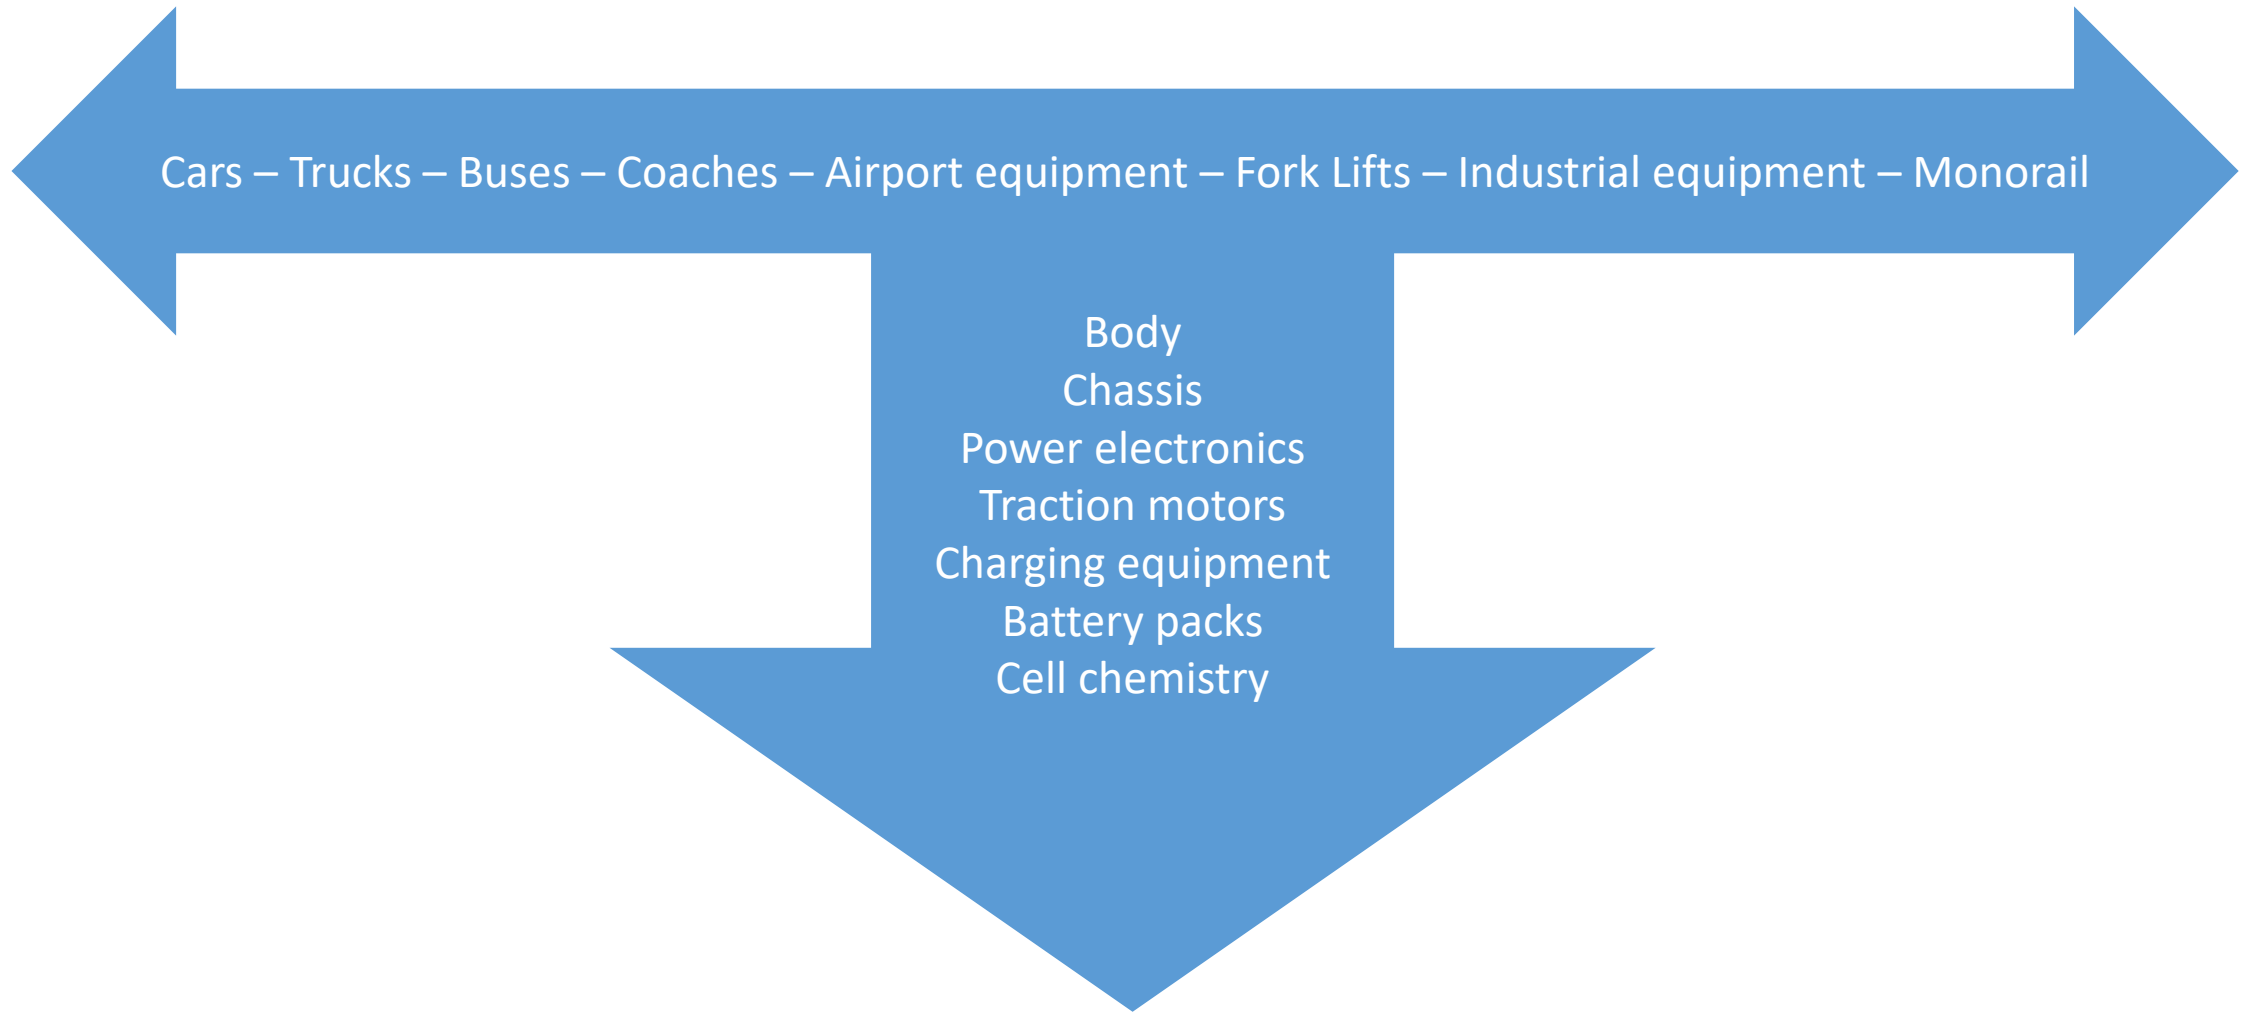 Cars – Trucks – Buses – Coaches – Airport equipment – Fork Lifts – Industrial equipment – Monorail
Body
Chassis
Power electronics
Traction motors
Charging equipment
Battery packs
Cell chemistry